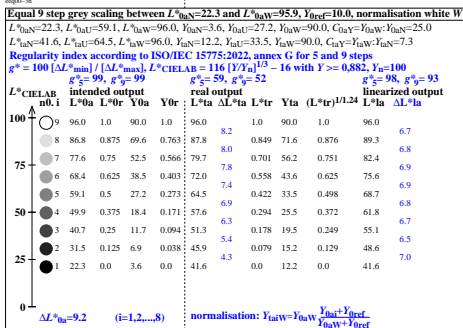 Equal 9 step grey scaling between L*0aN=22.3 and L*0aW=95.9, Y0ref=10.0, normalisation white W
L*0aN=22.3, L*0aU=59.1, L*0aW=96.0, Y0aN=3.6, Y0aU=27.2, Y0aW=90.0, C0aY=Y0aW:Y0aN=25.0
L*taN=41.6, L*taU=64.5, L*taW=96.0, YtaN=12.2, YtaU=33.5, YtaW=90.0, CtaY=YtaW:YtaN=7.3
Regularity index according to ISO/IEC 15775:2022, annex G for 5 and 9 steps
g* = 100 [ΔL*min] / [ΔL*max], L*CIELAB = 116 [Y/Yn]1/3 − 16 with Y >= 0,882, Yn=100
g*5= 99, g*9= 99 g*5= 59, g*9= 52 g*5= 98, g*9= 93
L*CIELAB intended output real output linearized output
n0. i L*0a L*0r Y0a Y0r L*ta ΔL*ta L*tr Yta (L*tr)1/1.24 L*la ΔL*la
100
9 96.0 1.0 90.0 1.0 96.0 1.0 90.0 1.0 96.0
8.2 6.7
8 86.8 0.875 69.6 0.763 87.8 0.849 71.6 0.876 89.3
8.0 6.8
7 77.6 0.75 52.5 0.566 79.7 0.701 56.2 0.751 82.4
7.8 6.9
75
6 68.4 0.625 38.5 0.403 72.0 0.558 43.6 0.625 75.6
7.4 6.9
5 59.1 0.5 27.2 0.273 64.5 0.422 33.5 0.498 68.7
6.9 6.8
50
4 49.9 0.375 18.4 0.171 57.6 0.294 25.5 0.372 61.8
6.3 6.9
3 40.7 0.25 11.7 0.094 51.3 0.178 19.5 0.249 55.1
5.4 6.5
2 31.5 0.125 6.9 0.038 45.9 0.079 15.2 0.129 48.6
4.3 7.0
25
1 22.3 0.0 3.6 0.0 41.6 0.0 12.2 0.0 41.6
0
ΔL*0a=9.2 (i=1,2,...,8) normalisation: YtaiW=Y0aW Y0ai+Y0ref
Y0aW+Y0ref